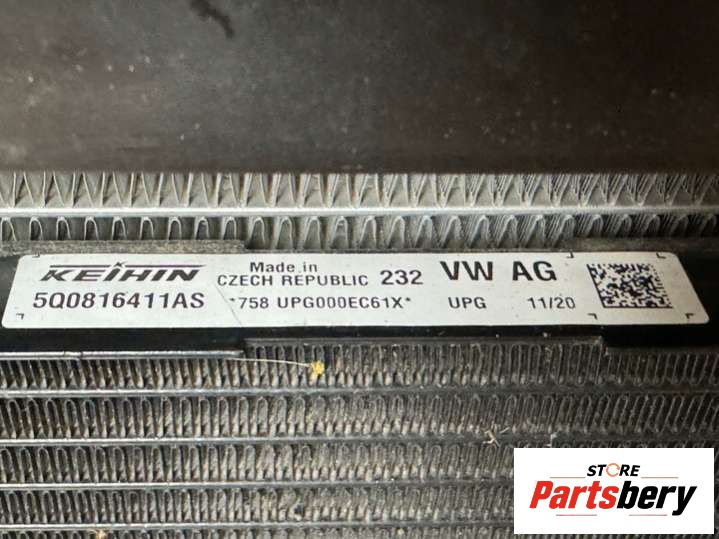 KEIHIN Made in CZECH REPUBLIC 232 VW AG
5Q0816411AS *758 UPG000EC61X* UPG 11/20
STORE
Partsbery